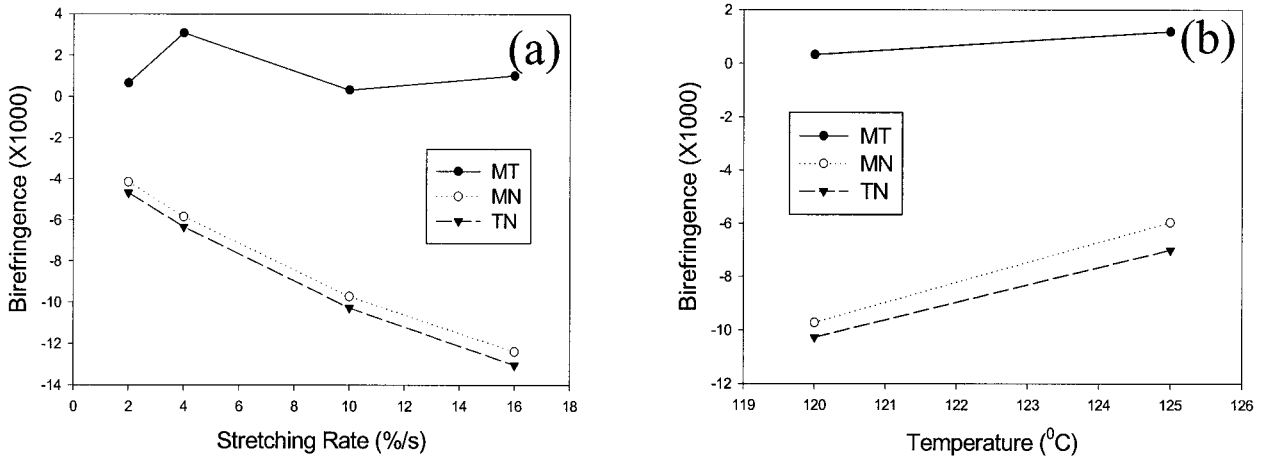 (a)
Birefringence (X1000)
4
2
0
-2
-4
-6
-8
-10
-12
-14
MT
MN
TN
0 2 4 6 8 10 12 14 16 18
Stretching Rate (%/s)
(b)
Birefringence (X1000)
2
0
-2
-4
-6
-8
-10
-12
MT
MN
TN
119 120 121 122 123 124 125 126
Temperature (⁰C)